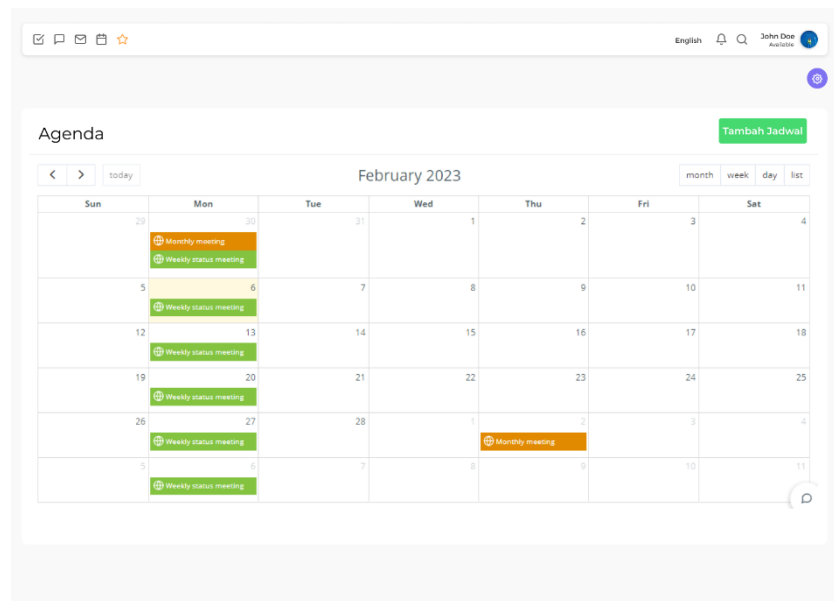 English
John Doe
Available
Agenda
Tambah Jadwal
today
February 2023
month week day list
Sun Mon Tue Wed Thu Fri Sat
29 30 31 1 2 3 4
Monthly meeting
Weekly status meeting
5 6 7 8 9 10 11
Weekly status meeting
12 13 14 15 16 17 18
Weekly status meeting
19 20 21 22 23 24 25
Weekly status meeting
26 27 28 1 2 3 4
Weekly status meeting Monthly meeting
5 6 7 8 9 10 11
Weekly status meeting